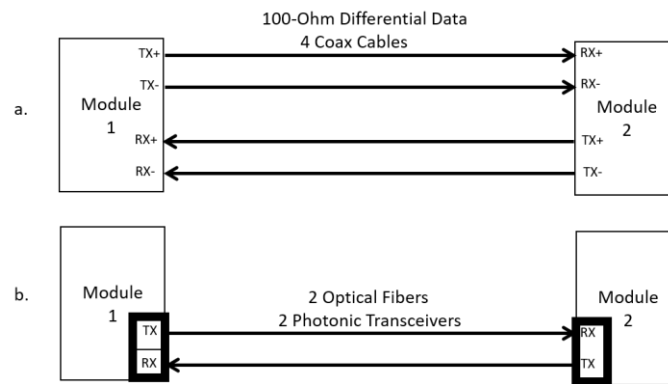 100-Ohm Differential Data
4 Coax Cables
a.
TX+
TX-
Module
1
RX+
RX-
RX+
RX-
Module
2
TX+
TX-
b.
Module
1
TX
RX
2 Optical Fibers
2 Photonic Transceivers
Module
2
RX
TX